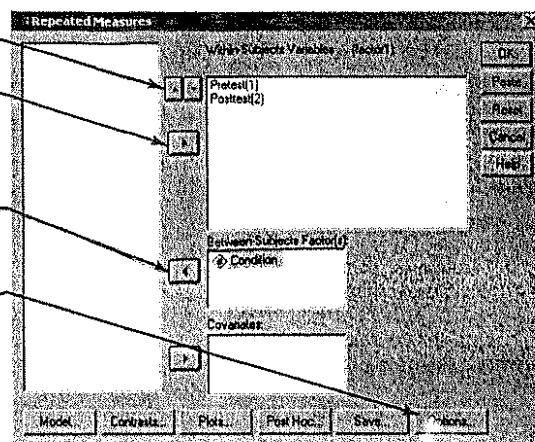 Repeated Measures
Within-Subjects Variables (factor1)
OK
Paste
Reset
Cancel
Help
Pretest(1)
Posttest(2)
Between-Subjects Factor(s):
Condition
Covariates:
Model... Contrasts... Plots... Post Hoc... Save... Options...